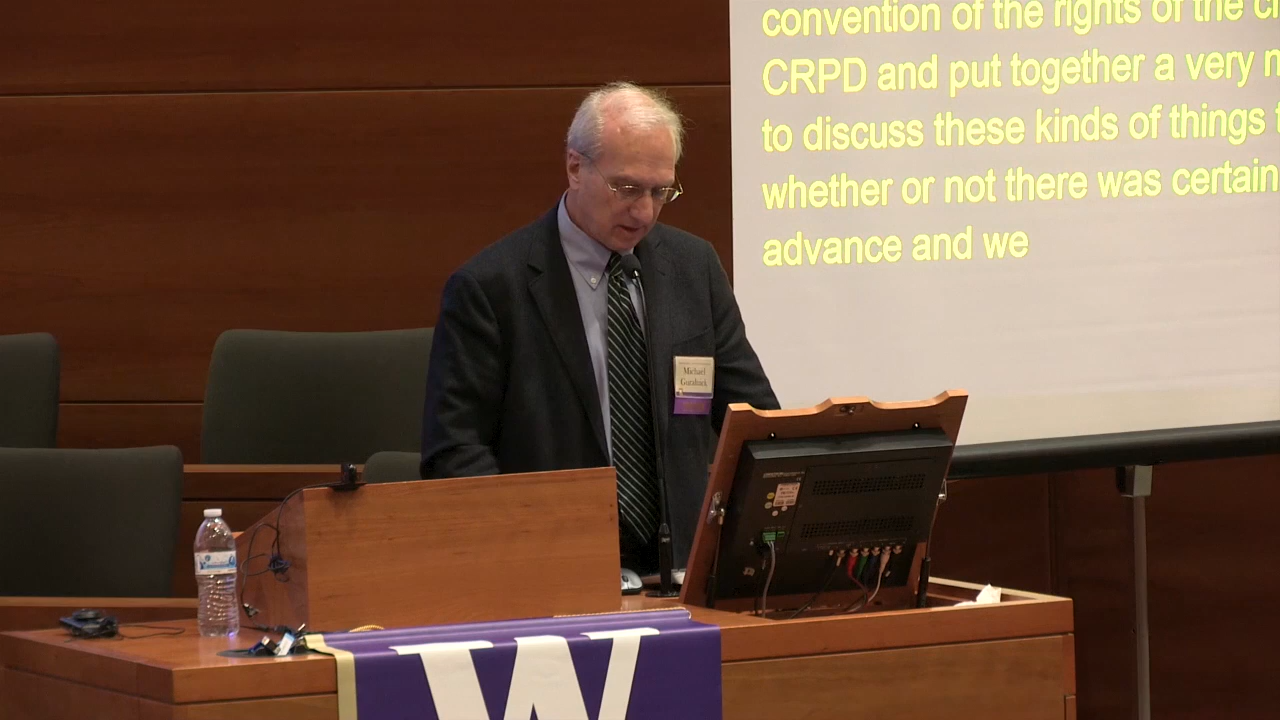 convention of the rights of the
CRPD and put together a very
to discuss these kinds of things
whether or not there was certain
advance and we
Michael
W